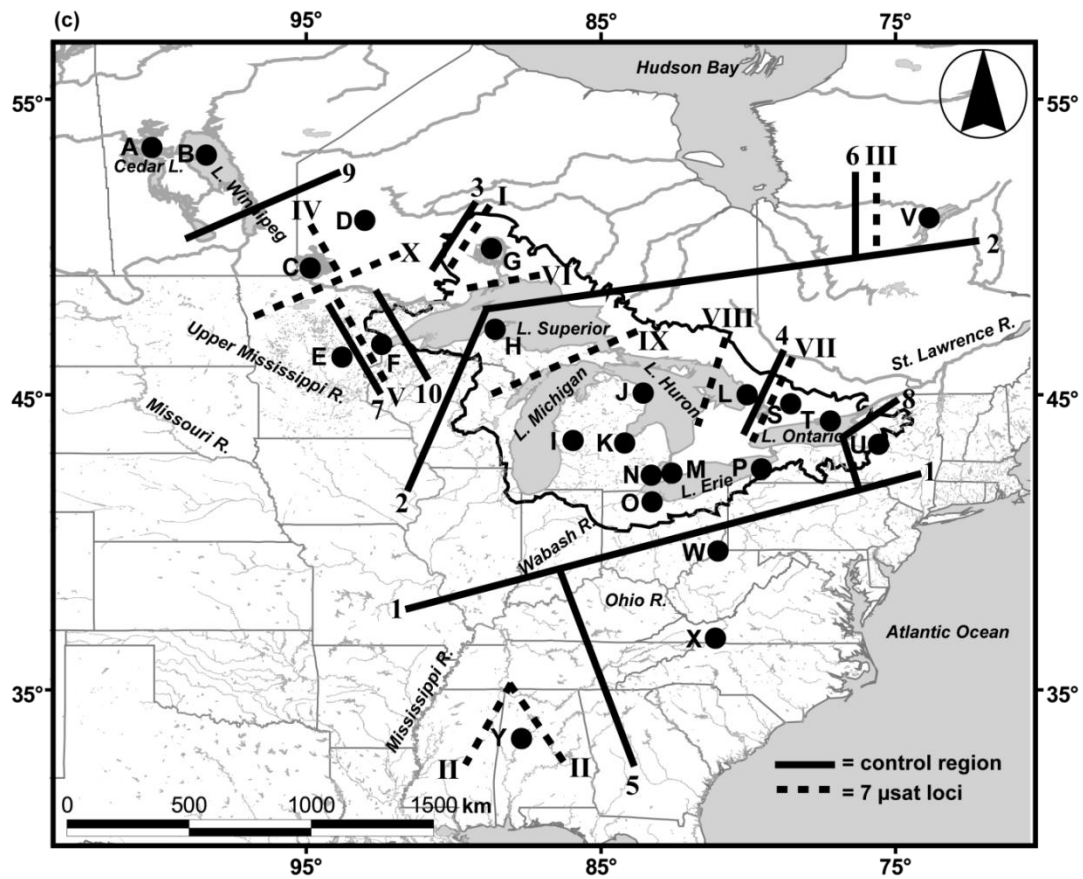 (c)
95°
85°
75°
Hudson Bay
55°
55°
A
B
Cedar L.
L. Winnipeg
9
6
III
IV
D
3
I
V
C
X
G
2
VI
Upper Mississippi R.
E
F
H
L. Superior
VIII
4
VII
IX
St. Lawrence R.
45°
45°
7
V
10
L. Michigan
J
L. Huron
L
S
T
8
Missouri R.
I
K
L. Ontario
U
N
M
P
L. Erie
2
O
1
Wabash R.
W
1
Ohio R.
X
Atlantic Ocean
35°
35°
Mississippi R.
Y
II
II
5
= control region
= 7 µsat loci
0
500
1000
1500 km
95°
85°
75°